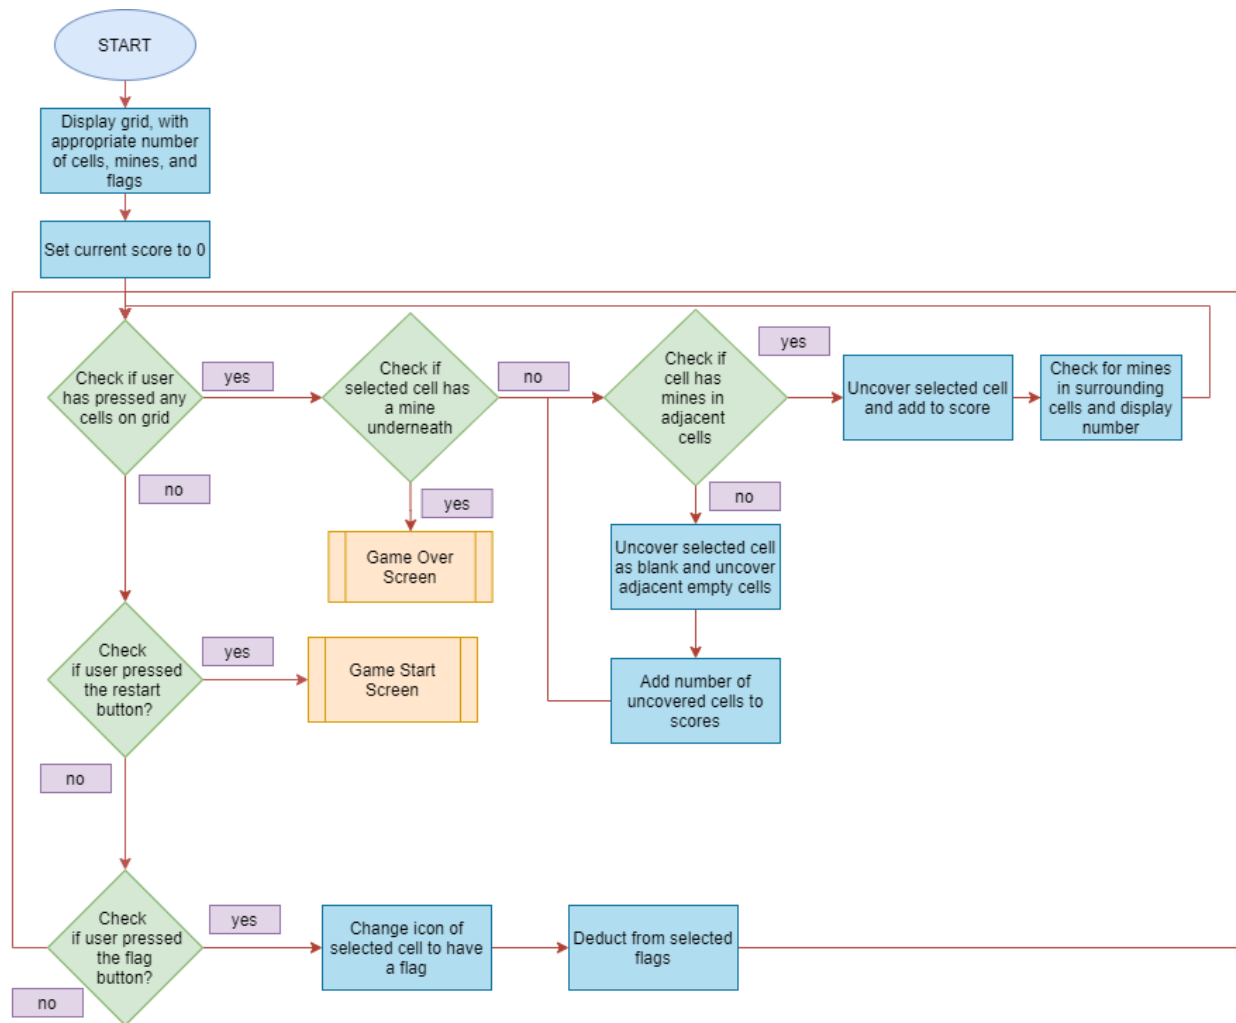 START
Display grid, with
appropriate number
of cells, mines, and
flags
Set current score to 0
Check if user
has pressed any
cells on grid
yes
Check if
selected cell has
a mine
underneath
no
Check if
cell has
mines in
adjacent
cells
yes
Uncover selected cell
and add to score
Check for mines
in surrounding
cells and display
number
no
yes
no
Game Over
Screen
Uncover selected cell
as blank and uncover
adjacent empty cells
Check
if user pressed
the restart
button?
yes
Game Start
Screen
Add number of
uncovered cells to
scores
no
Check
if user pressed
the flag
button?
yes
Change icon of
selected cell to have
a flag
Deduct from selected
flags
no